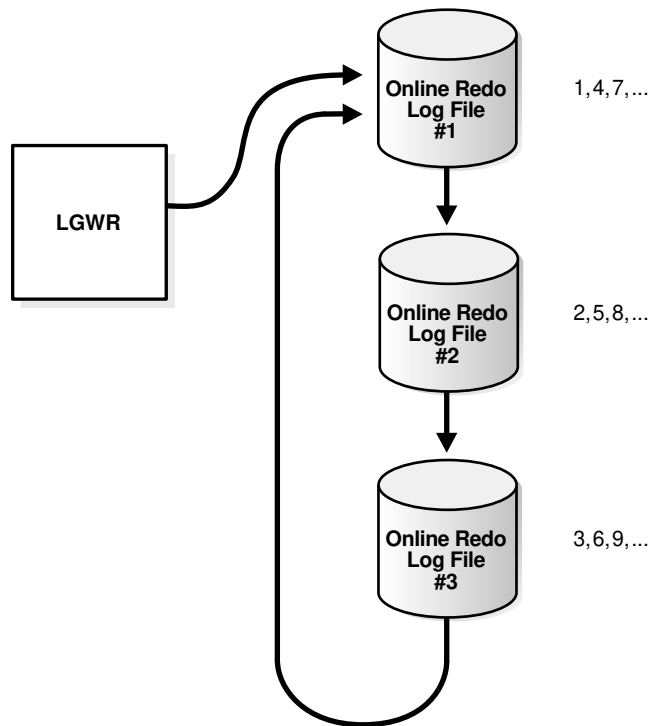 Online Redo
Log File
#1
1,4,7,...
LGWR
Online Redo
Log File
#2
2,5,8,...
Online Redo
Log File
#3
3,6,9,...